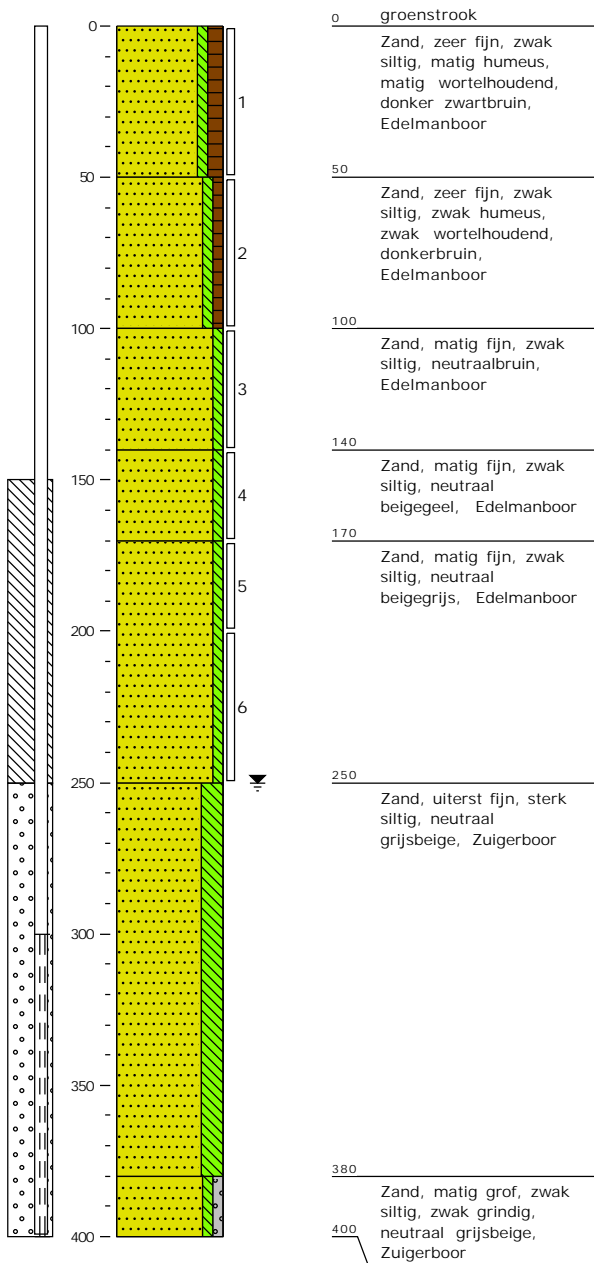 0
50
100
150
200
250
300
350
400
1
2
3
4
5
6
0 groenstrook
Zand, zeer fijn, zwak
siltig, matig humeus,
matig wortelhoudend,
donker zwartbruin,
Edelmanboor
50
Zand, zeer fijn, zwak
siltig, zwak humeus,
zwak wortelhoudend,
donkerbruin,
Edelmanboor
100
Zand, matig fijn, zwak
siltig, neutraalbruin,
Edelmanboor
140
Zand, matig fijn, zwak
siltig, neutraal
beigegeel, Edelmanboor
170
Zand, matig fijn, zwak
siltig, neutraal
beigegrijs, Edelmanboor
250
Zand, uiterst fijn, sterk
siltig, neutraal
grijsbeige, Zuigerboor
380
Zand, matig grof, zwak
siltig, zwak grindig,
neutraal grijsbeige,
Zuigerboor
400